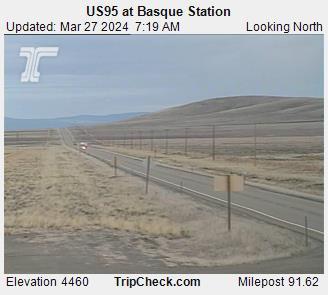 US95 at Basque Station
Updated: Mar 27 2024 7:19 AM Looking North
Elevation 4460 TripCheck.com Milepost 91.62